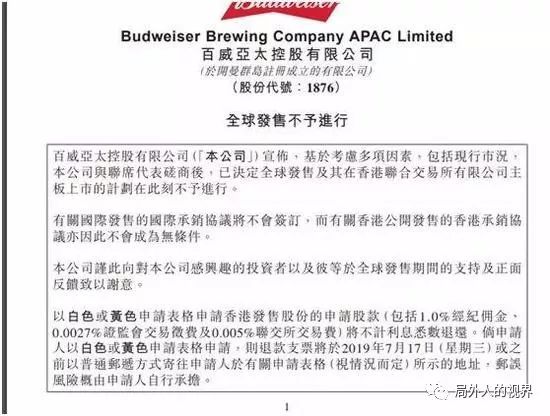 Budweiser
Budweiser Brewing Company APAC Limited
百威亞太控股有限公司
(於開曼群島註冊成立的有限公司)
(股份代號：1876)
全球發售不予進行
百威亞太控股有限公司(「本公司」)宣佈，基於考慮多項因素，包括現行市況，
本公司與聯席代表磋商後，已決定全球發售及其在香港聯合交易所有限公司主
板上市的計劃在此刻不予進行。
有關國際發售的國際承銷協議將不會簽訂，而有關香港公開發售的香港承銷協
議亦因此不會成為無條件。
本公司謹此向對本公司感興趣的投資者以及彼等於全球發售期間的支持及正面
反饋致以謝意。
以白色或黃色申請表格申請香港發售股份的申請股款(包括1.0%經紀佣金、
0.0027%證監會交易徵費及0.005%聯交所交易費)將不計利息悉數退還。倘申請
人以白色或黃色申請表格申請，則退款支票將於2019年7月17日(星期三)或之
前以普通郵遞方式寄往申請人於有關申請表格(視情況而定)所示的地址，郵誤
風險概由申請人自行承擔。
局外人的视界
1